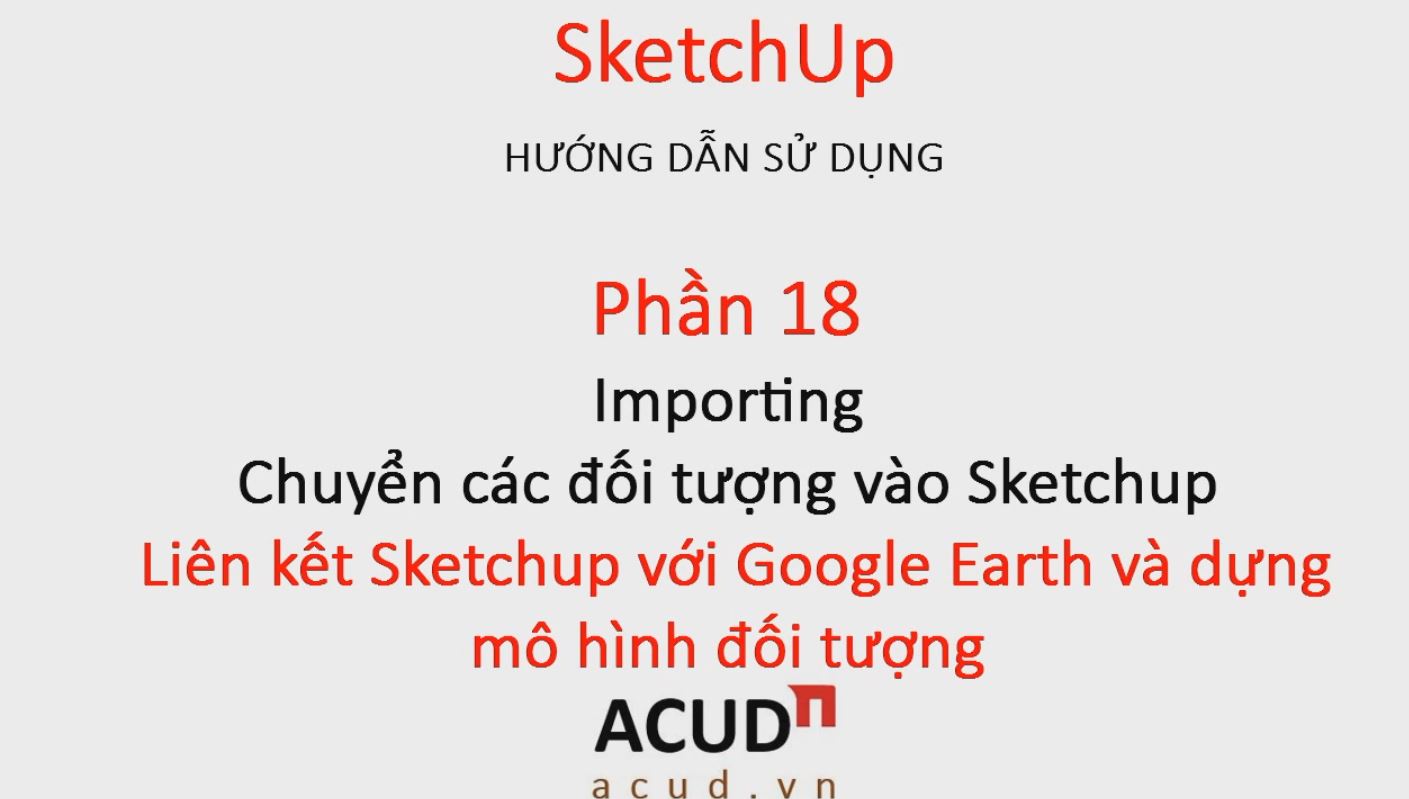 SketchUp
HƯỚNG DẪN SỬ DỤNG
Phần 18
Importing
Chuyển các đối tượng vào Sketchup
Liên kết Sketchup với Google Earth và dựng
mô hình đối tượng
ACUD
acud.vn